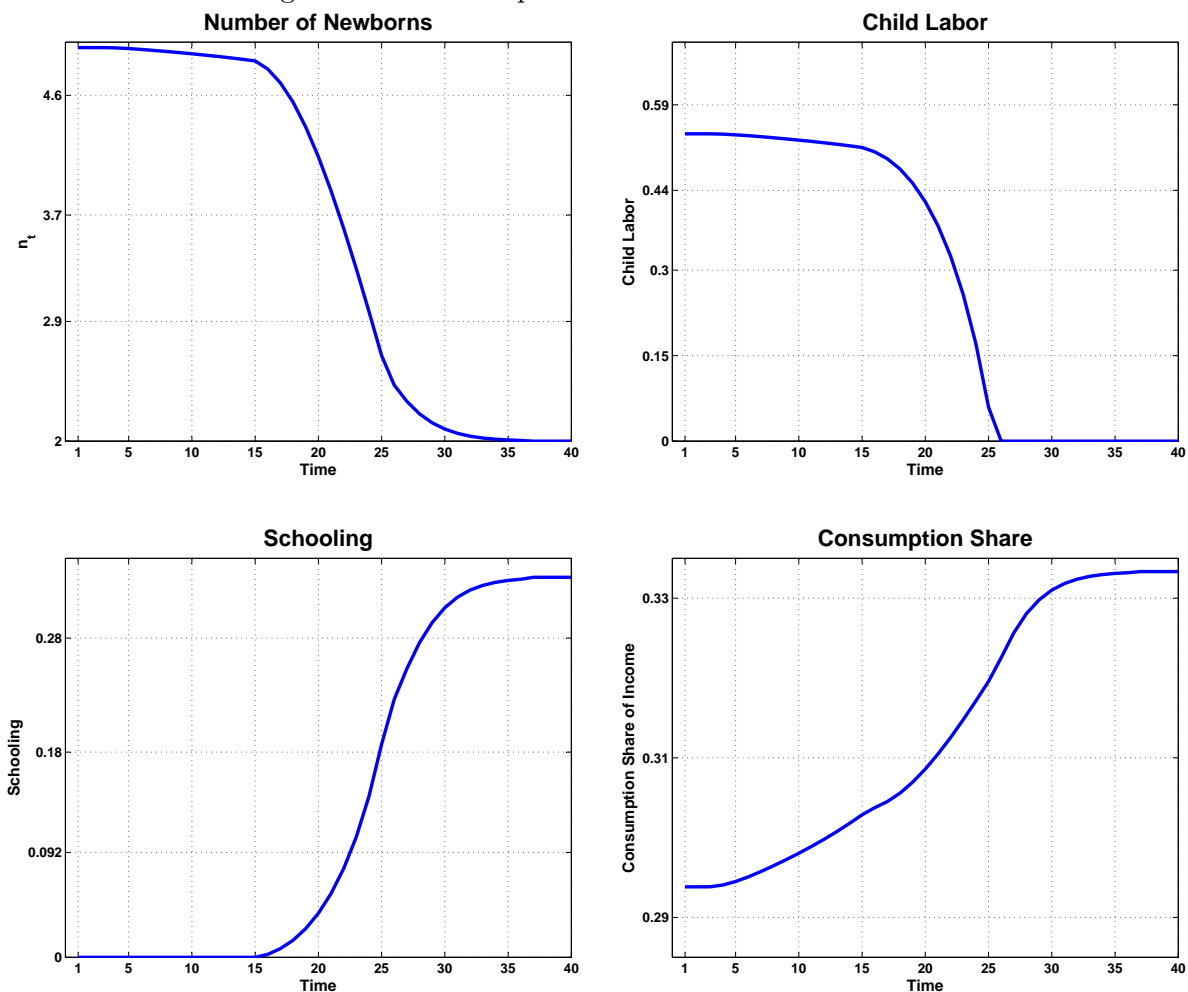 Number of Newborns
4.6
3.7
2.9
2
n_t
1 5 10 15 20 25 30 35 40
Time
Child Labor
0.59
0.44
0.3
0.15
0
Child Labor
1 5 10 15 20 25 30 35 40
Time
Schooling
0.28
0.18
0.092
0
Schooling
1 5 10 15 20 25 30 35 40
Time
Consumption Share
0.33
0.31
0.29
Consumption Share of Income
1 5 10 15 20 25 30 35 40
Time